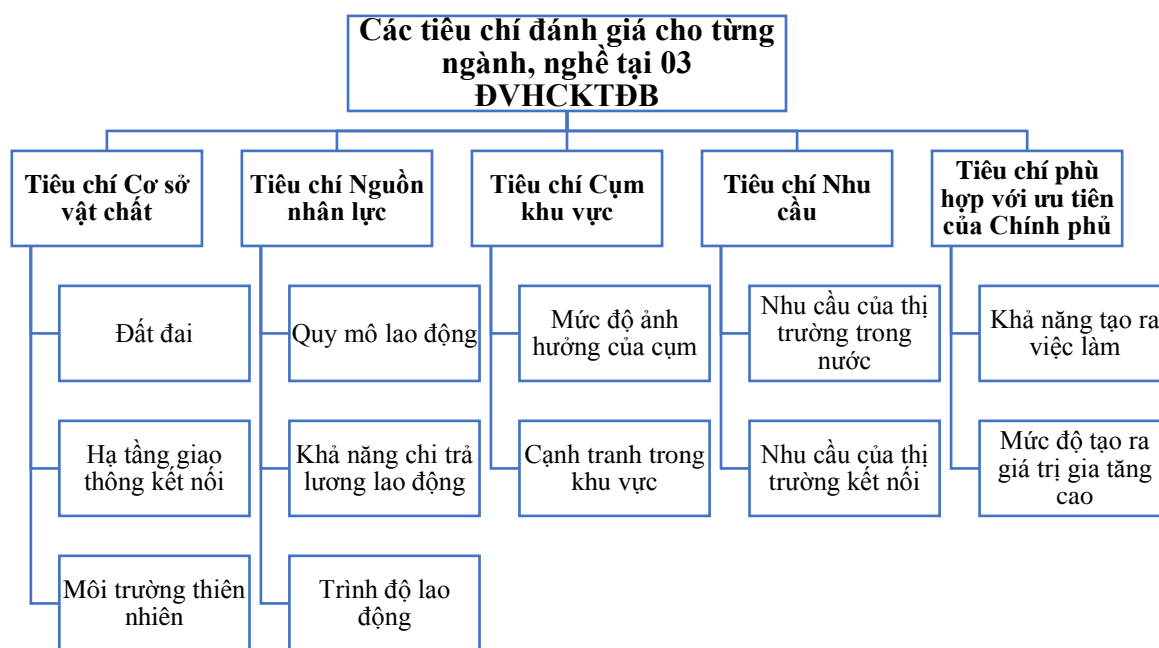 Các tiêu chí đánh giá cho từng
ngành, nghề tại 03
ĐVHCKTĐB
Tiêu chí Cơ sở
vật chất
Đất đai
Hạ tầng giao
thông kết nối
Môi trường thiên
nhiên
Tiêu chí Nguồn
nhân lực
Quy mô lao động
Khả năng chi trả
lương lao động
Trình độ lao
động
Tiêu chí Cụm
khu vực
Mức độ ảnh
hưởng của cụm
Cạnh tranh trong
khu vực
Tiêu chí Nhu
cầu
Nhu cầu của thị
trường trong
nước
Nhu cầu của thị
trường kết nối
Tiêu chí phù
hợp với ưu tiên
của Chính phủ
Khả năng tạo ra
việc làm
Mức độ tạo ra
giá trị gia tăng
cao